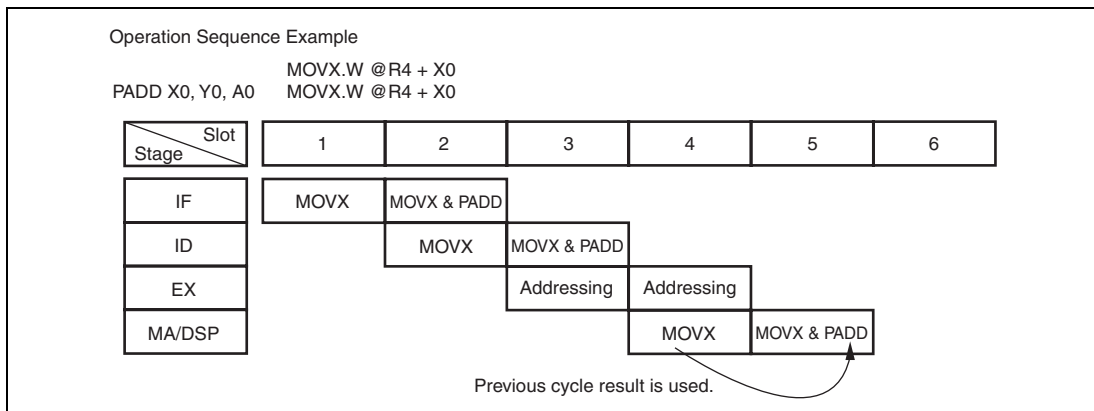 Operation Sequence Example
MOVX.W @R4 + X0
PADD X0, Y0, A0 MOVX.W @R4 + X0
Slot
Stage
1 2 3 4 5 6
IF MOVX MOVX & PADD
ID MOVX MOVX & PADD
EX Addressing Addressing
MA/DSP MOVX MOVX & PADD
Previous cycle result is used.